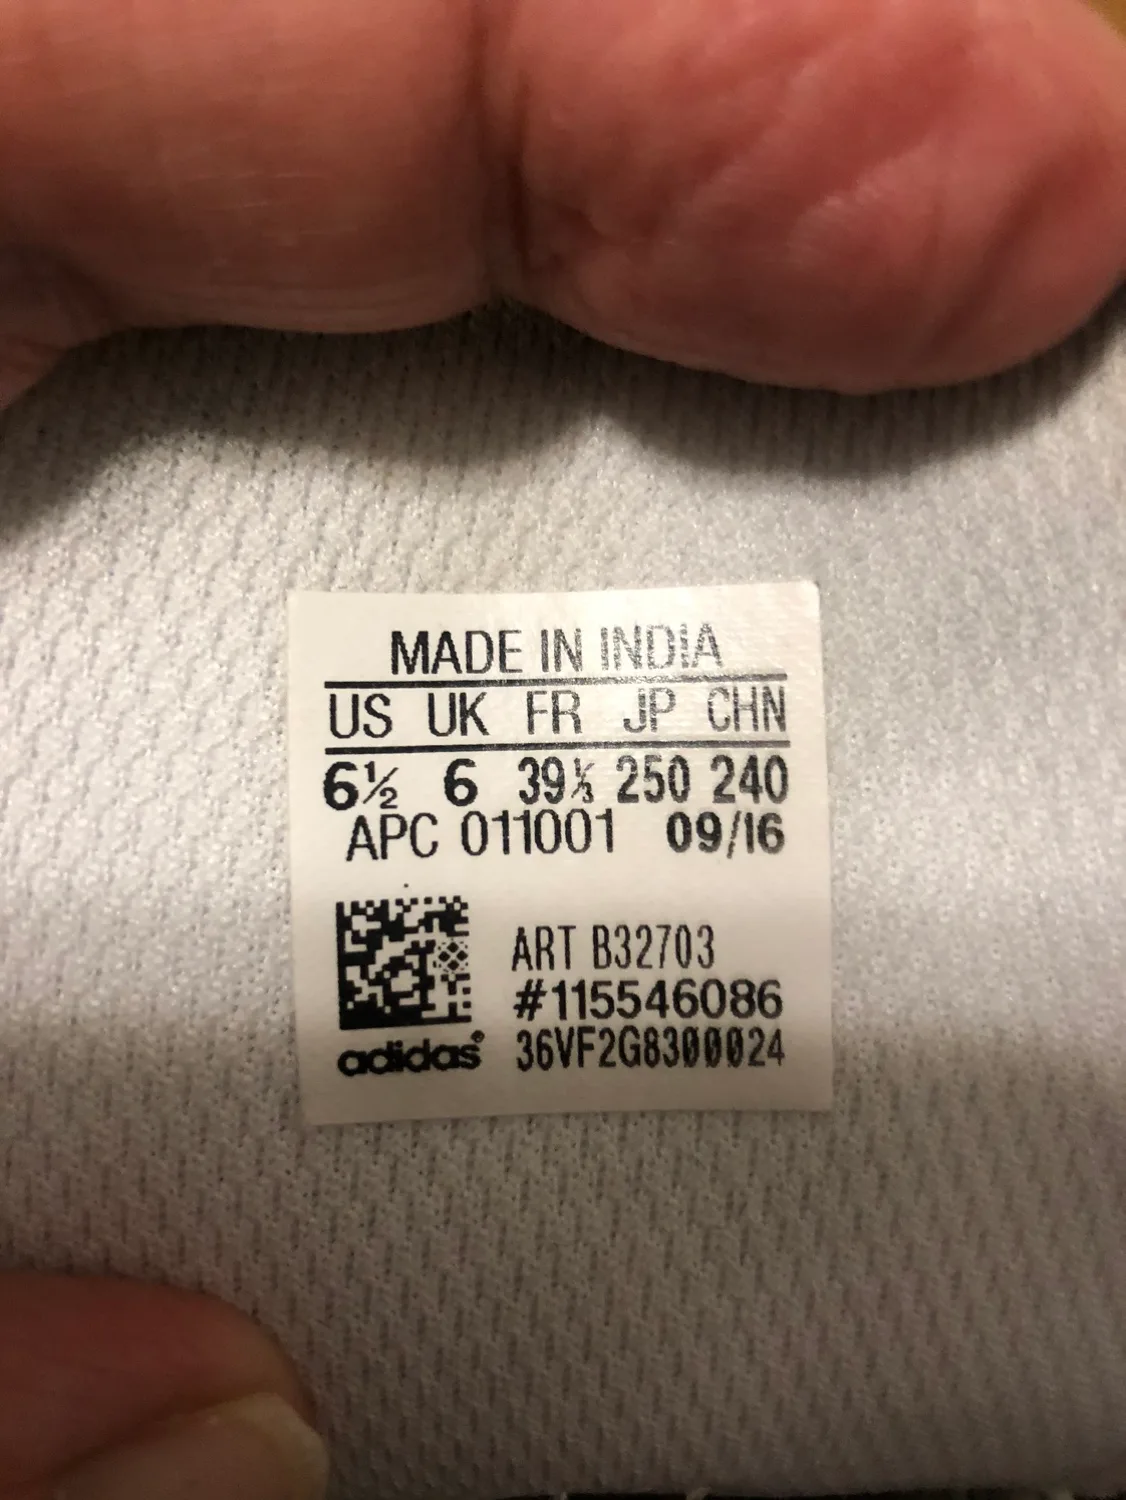 MADE IN INDIA
US UK FR JP CHN
6½ 6 39⅓ 250 240
APC 011001 09/16
ART B32703
#115546086
adidas® 36VF2G8300024